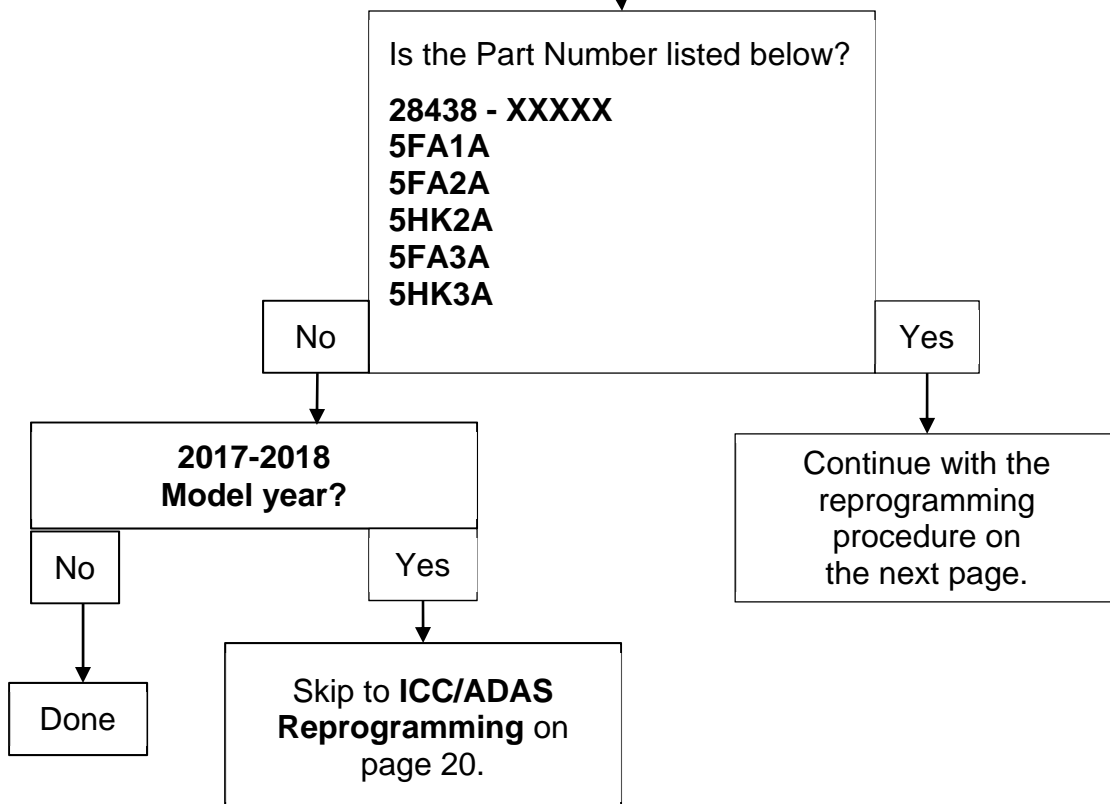 Is the Part Number listed below?
28438 - XXXXX
5FA1A
5FA2A
5HK2A
5FA3A
5HK3A
No
Yes
2017-2018
Model year?
Continue with the
reprogramming
procedure on
the next page.
No
Yes
Done
Skip to ICC/ADAS
Reprogramming on
page 20.